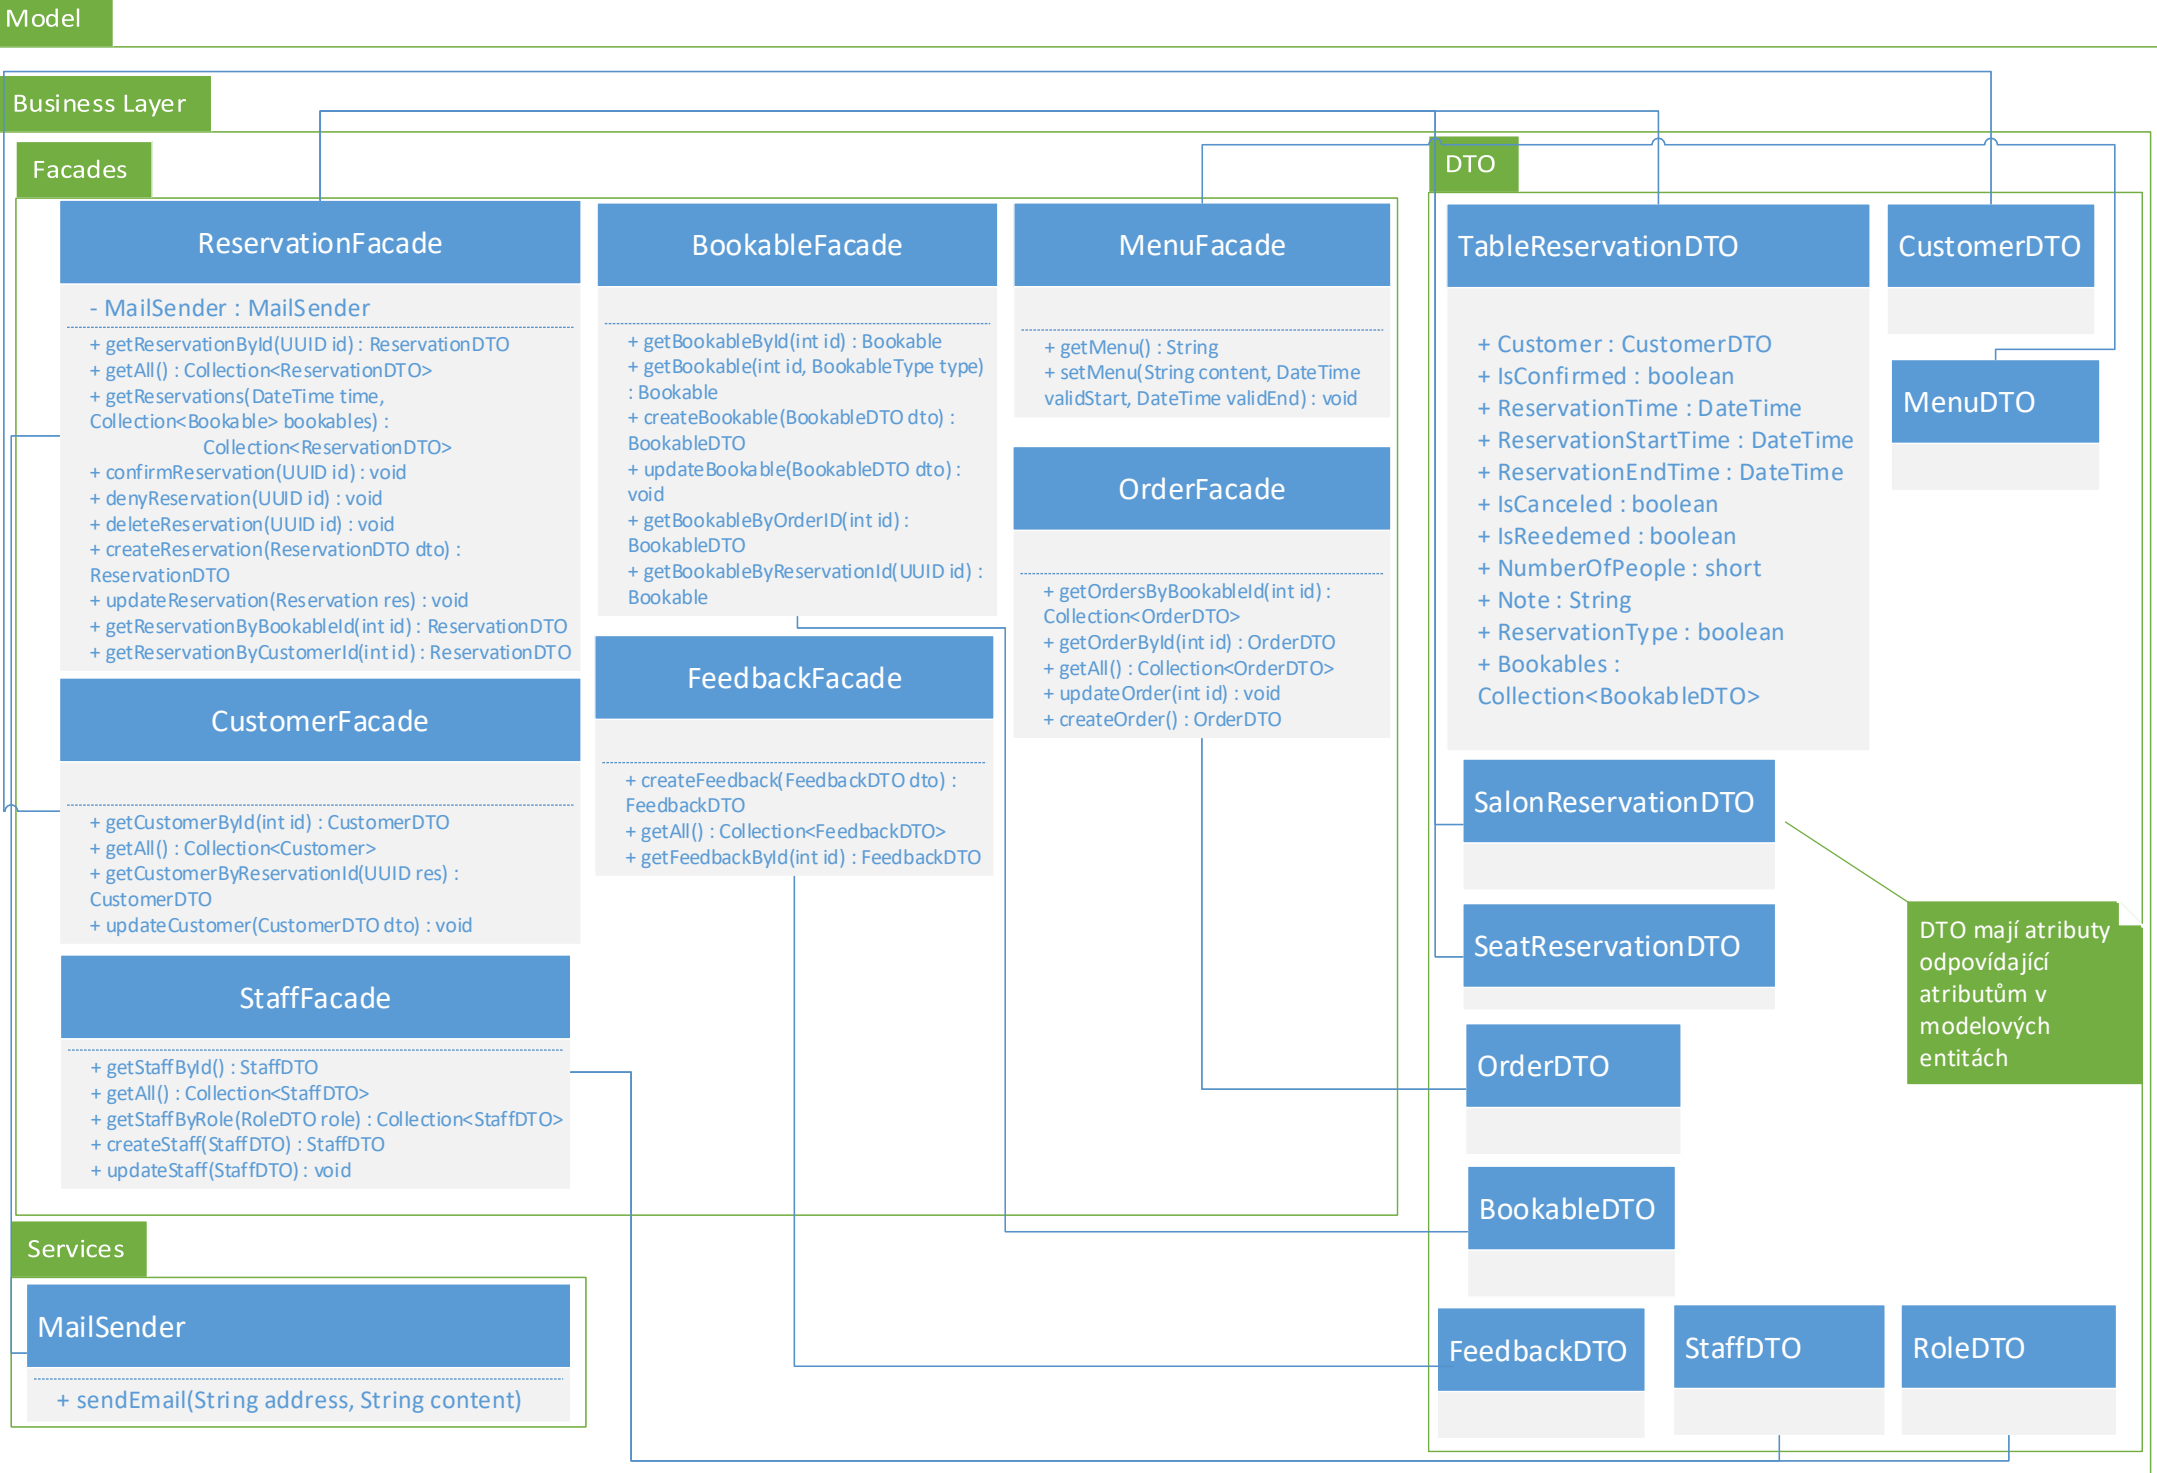 Model
Business Layer
Facades
ReservationFacade
- MailSender : MailSender
+ getReservationById(UUID id) : ReservationDTO
+ getAll() : Collection<ReservationDTO>
+ getReservations(DateTime time,
Collection<Bookable> bookables) :
Collection<ReservationDTO>
+ confirmReservation(UUID id) : void
+ denyReservation(UUID id) : void
+ deleteReservation(UUID id) : void
+ createReservation(ReservationDTO dto) :
ReservationDTO
+ updateReservation(Reservation res) : void
+ getReservationByBookableId(int id) : ReservationDTO
+ getReservationByCustomerId(int id) : ReservationDTO
CustomerFacade
+ getCustomerById(int id) : CustomerDTO
+ getAll() : Collection<Customer>
+ getCustomerByReservationId(UUID res) :
CustomerDTO
+ updateCustomer(CustomerDTO dto) : void
StaffFacade
+ getStaffById() : StaffDTO
+ getAll() : Collection<StaffDTO>
+ getStaffByRole(RoleDTO role) : Collection<StaffDTO>
+ createStaff(StaffDTO) : StaffDTO
+ updateStaff(StaffDTO) : void
BookableFacade
+ getBookableById(int id) : Bookable
+ getBookable(int id, BookableType type)
: Bookable
+ createBookable(BookableDTO dto) :
BookableDTO
+ updateBookable(BookableDTO dto) :
void
+ getBookableByOrderID(int id) :
BookableDTO
+ getBookableByReservationId(UUID id) :
Bookable
FeedbackFacade
+ createFeedback(FeedbackDTO dto) :
FeedbackDTO
+ getAll() : Collection<FeedbackDTO>
+ getFeedbackById(int id) : FeedbackDTO
MenuFacade
+ getMenu() : String
+ setMenu(String content, DateTime
validStart, DateTime validEnd) : void
OrderFacade
+ getOrdersByBookableId(int id) :
Collection<OrderDTO>
+ getOrderById(int id) : OrderDTO
+ getAll() : Collection<OrderDTO>
+ updateOrder(int id) : void
+ createOrder() : OrderDTO
Services
MailSender
+ sendEmail(String address, String content)
DTO
TableReservationDTO
+ Customer : CustomerDTO
+ IsConfirmed : boolean
+ ReservationTime : DateTime
+ ReservationStartTime : DateTime
+ ReservationEndTime : DateTime
+ IsCanceled : boolean
+ IsReedemed : boolean
+ NumberOfPeople : short
+ Note : String
+ ReservationType : boolean
+ Bookables :
Collection<BookableDTO>
CustomerDTO
MenuDTO
SalonReservationDTO
SeatReservationDTO
DTO mají atributy
odpovídající
atributům v
modelových
entitách
OrderDTO
BookableDTO
FeedbackDTO
StaffDTO
RoleDTO